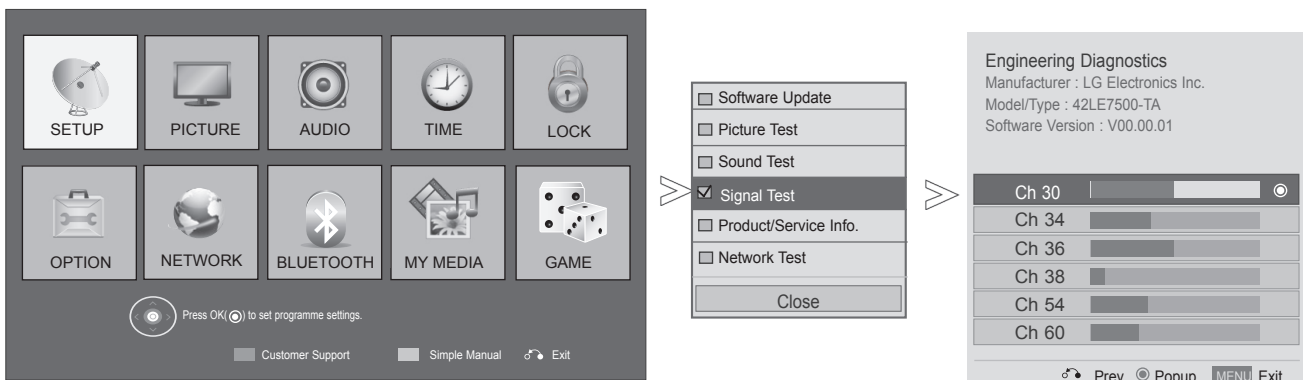 SETUP
PICTURE
AUDIO
TIME
LOCK
OPTION
NETWORK
BLUETOOTH
MY MEDIA
GAME
Press OK(◉) to set programme settings.
Customer Support
Simple Manual
Exit
Software Update
Picture Test
Sound Test
Signal Test
Product/Service Info.
Network Test
Close
Engineering Diagnostics
Manufacturer : LG Electronics Inc.
Model/Type : 42LE7500-TA
Software Version : V00.00.01
Ch 30
Ch 34
Ch 36
Ch 38
Ch 54
Ch 60
Prev Popup MENU Exit